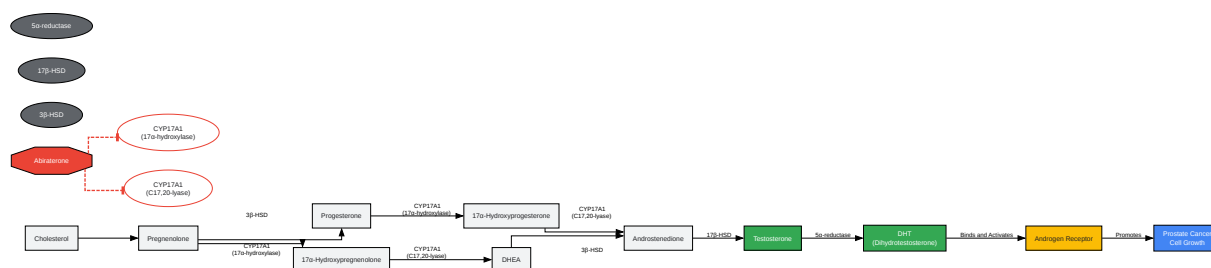 5α-reductase
17β-HSD
3β-HSD
CYP17A1
(17α-hydroxylase)
Abiraterone
CYP17A1
(C17,20-lyase)
3β-HSD
Progesterone
CYP17A1
(17α-hydroxylase)
17α-Hydroxyprogesterone
CYP17A1
(C17,20-lyase)
Cholesterol
Pregnenolone
CYP17A1
(17α-hydroxylase)
17α-Hydroxypregnenolone
CYP17A1
(C17,20-lyase)
DHEA
3β-HSD
Androstenedione
17β-HSD
Testosterone
5α-reductase
DHT
(Dihydrotestosterone)
Binds and Activates
Androgen Receptor
Promotes
Prostate Cancer
Cell Growth